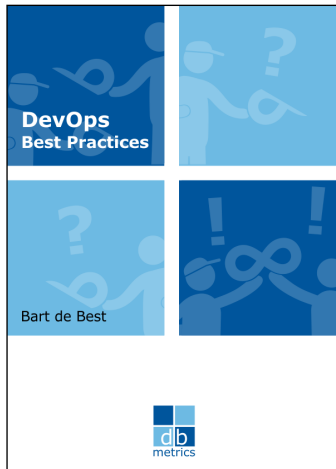 ?
DevOps
Best Practices
?
! !
Bart de Best
db
metrics